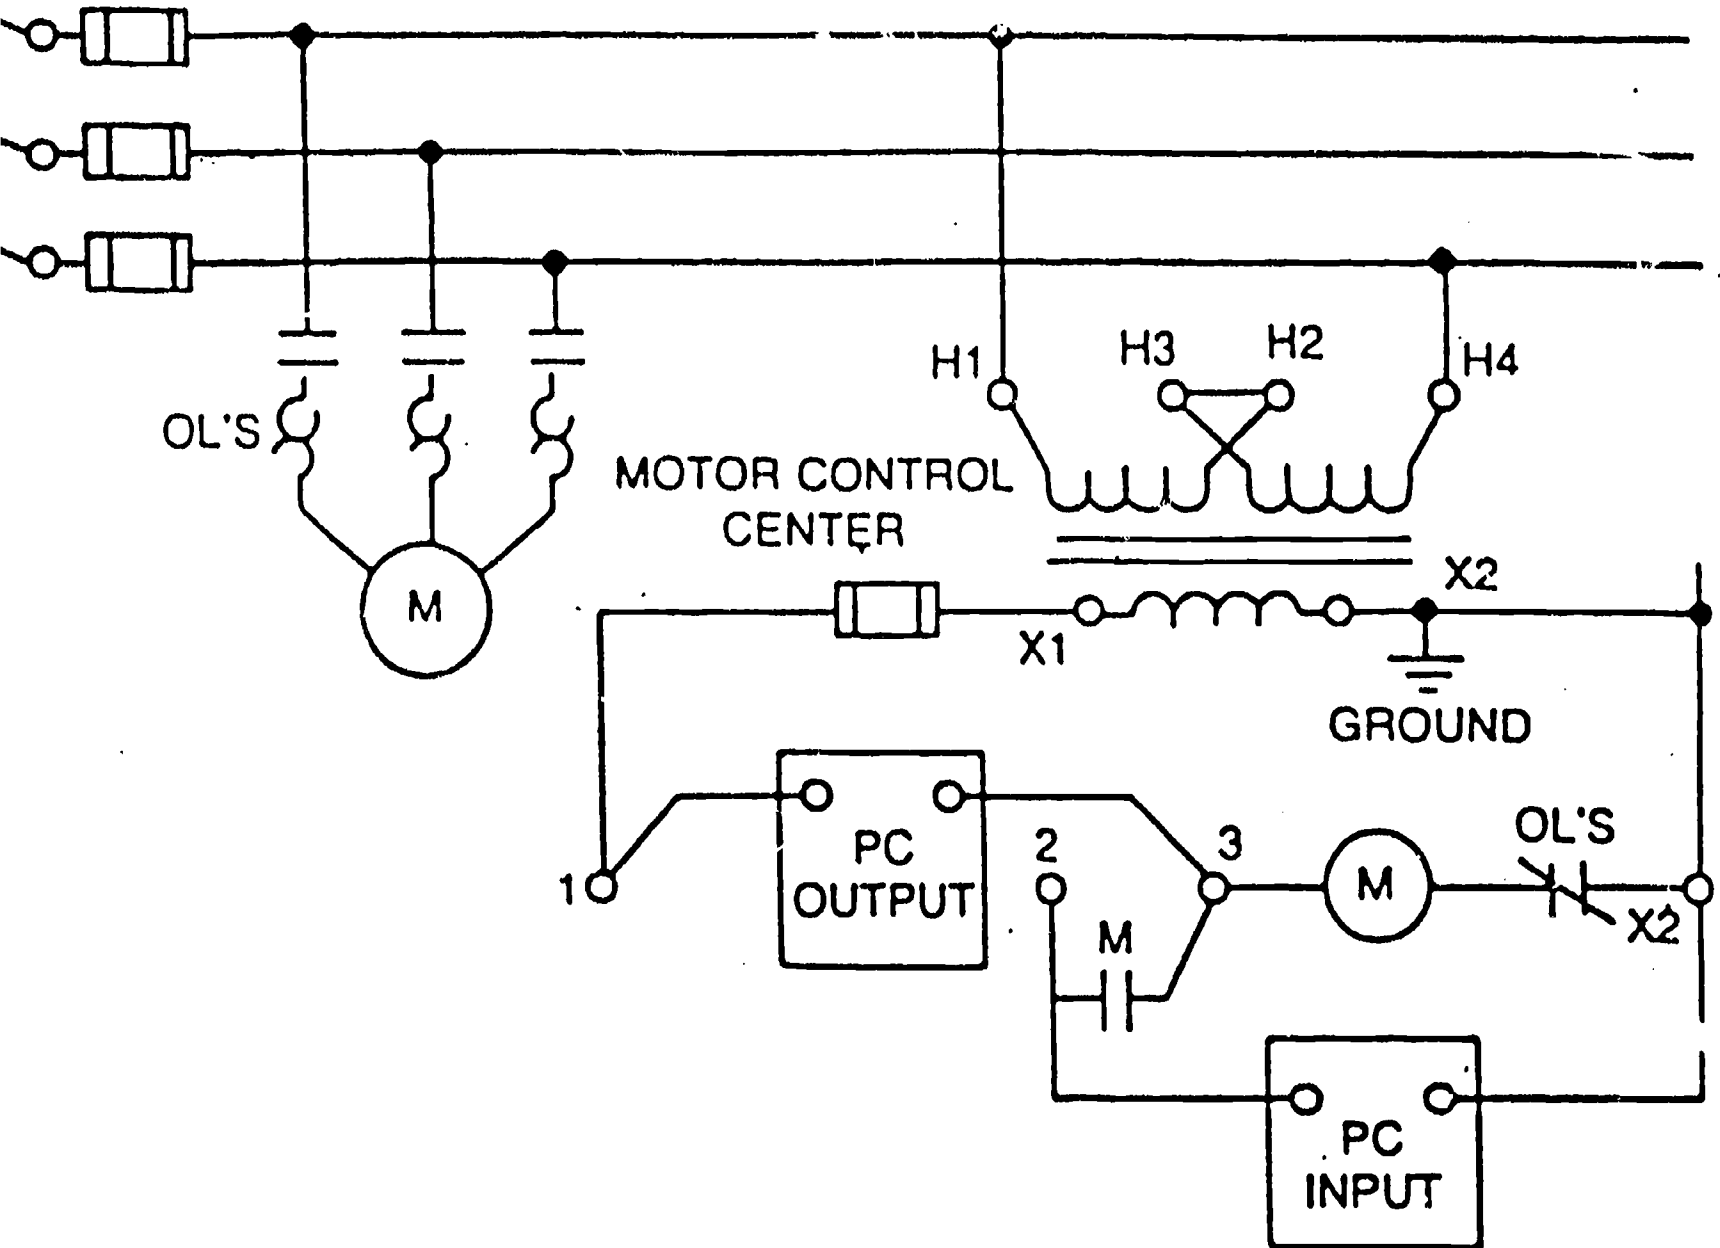 H1
H3
H2
H4
OL'S
MOTOR CONTROL
CENTER
M
X1
X2
GROUND
PC
OUTPUT
1
2
3
M
OL'S
X2
M
PC
INPUT